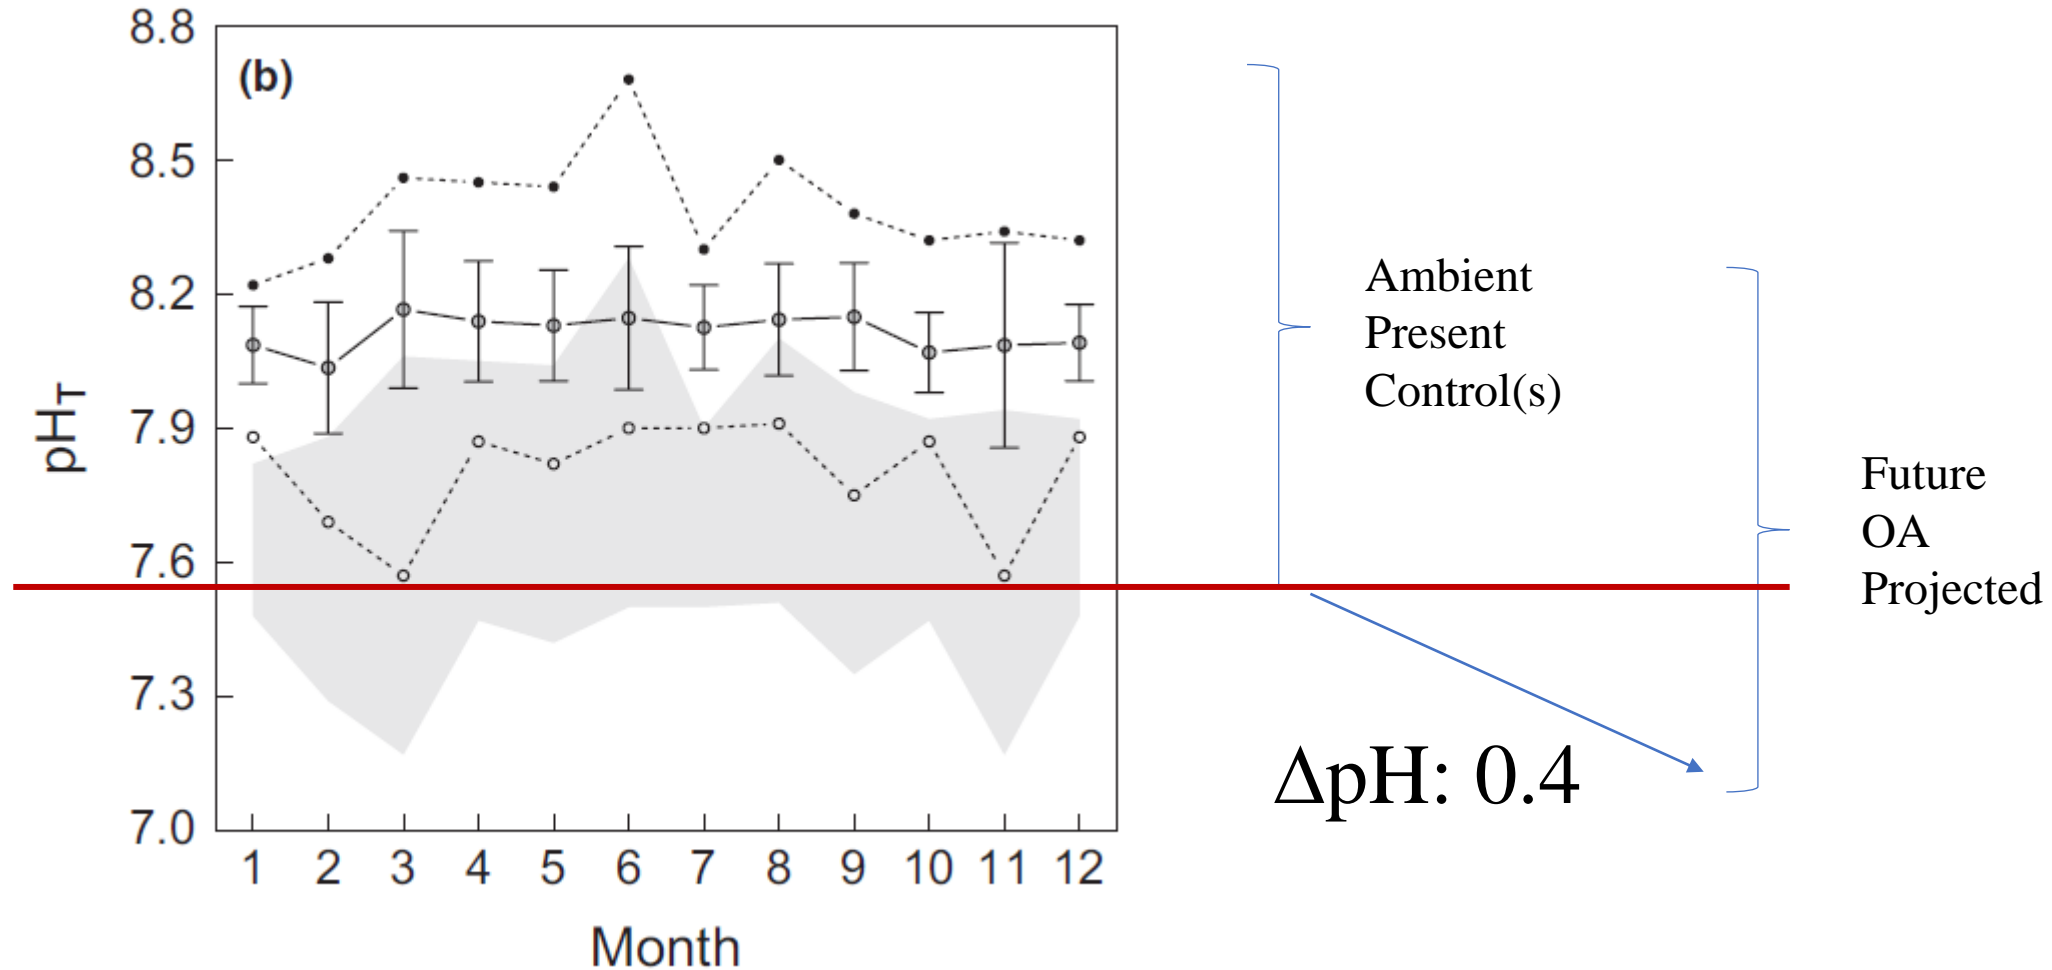 (b)
8.8
8.5
8.2
7.9
7.6
7.3
7.0
pHT
1 2 3 4 5 6 7 8 9 10 11 12
Month
Ambient
Present
Control(s)
Future
OA
Projected
ΔpH: 0.4